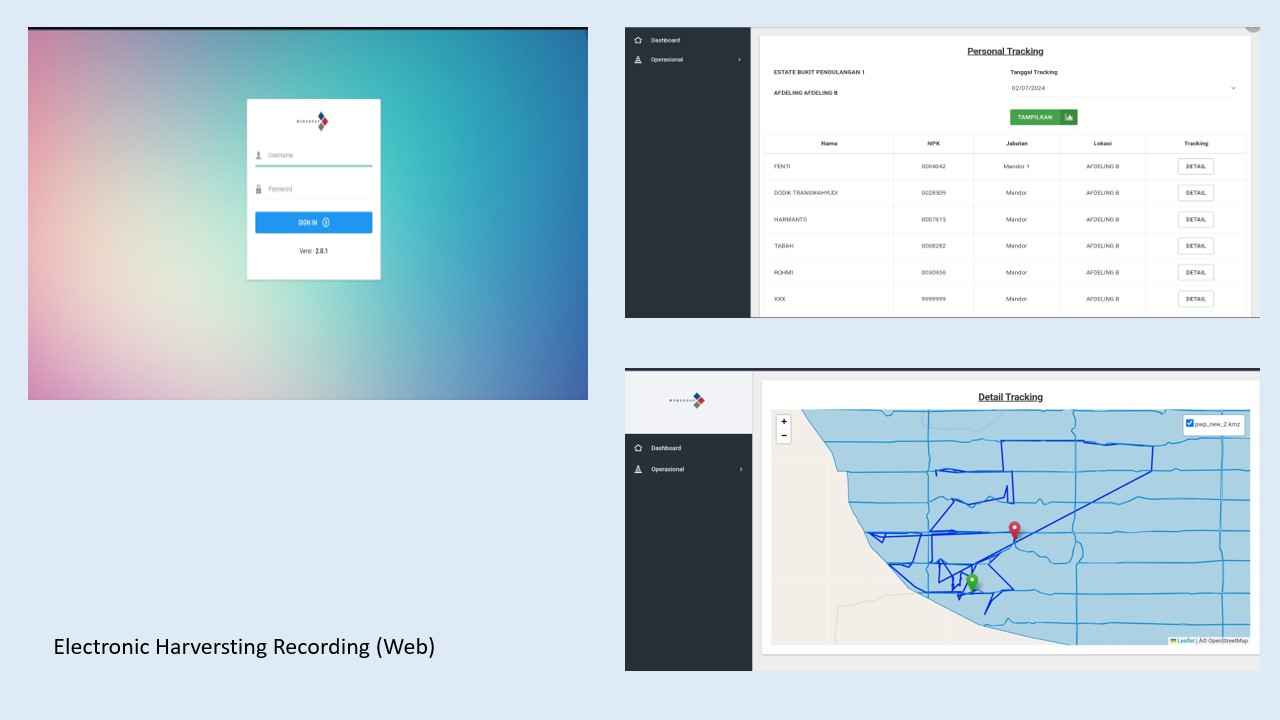 Username
Password
SIGN IN
Versi : 2.0.1
Dashboard
Operasional
Personal Tracking
ESTATE BUKIT PENDULANGAN 1
Tanggal Tracking
02/07/2024
AFDELING AFDELING B
TAMPILKAN
Nama NPK Jabatan Lokasi Tracking
FENTI 0004042 Mandor 1 AFDELING B DETAIL
DODIK TRANSWAHYUDI 0028509 Mandor AFDELING B DETAIL
HARMANTO 0007615 Mandor AFDELING B DETAIL
TABAH 0008282 Mandor AFDELING B DETAIL
ROHMI 0030936 Mandor AFDELING B DETAIL
XXX 9999999 Mandor AFDELING B DETAIL
Dashboard
Operasional
Detail Tracking
+
−
pwp_new_2.kmz
Leaflet | Â© OpenStreetMap
Electronic Harversting Recording (Web)